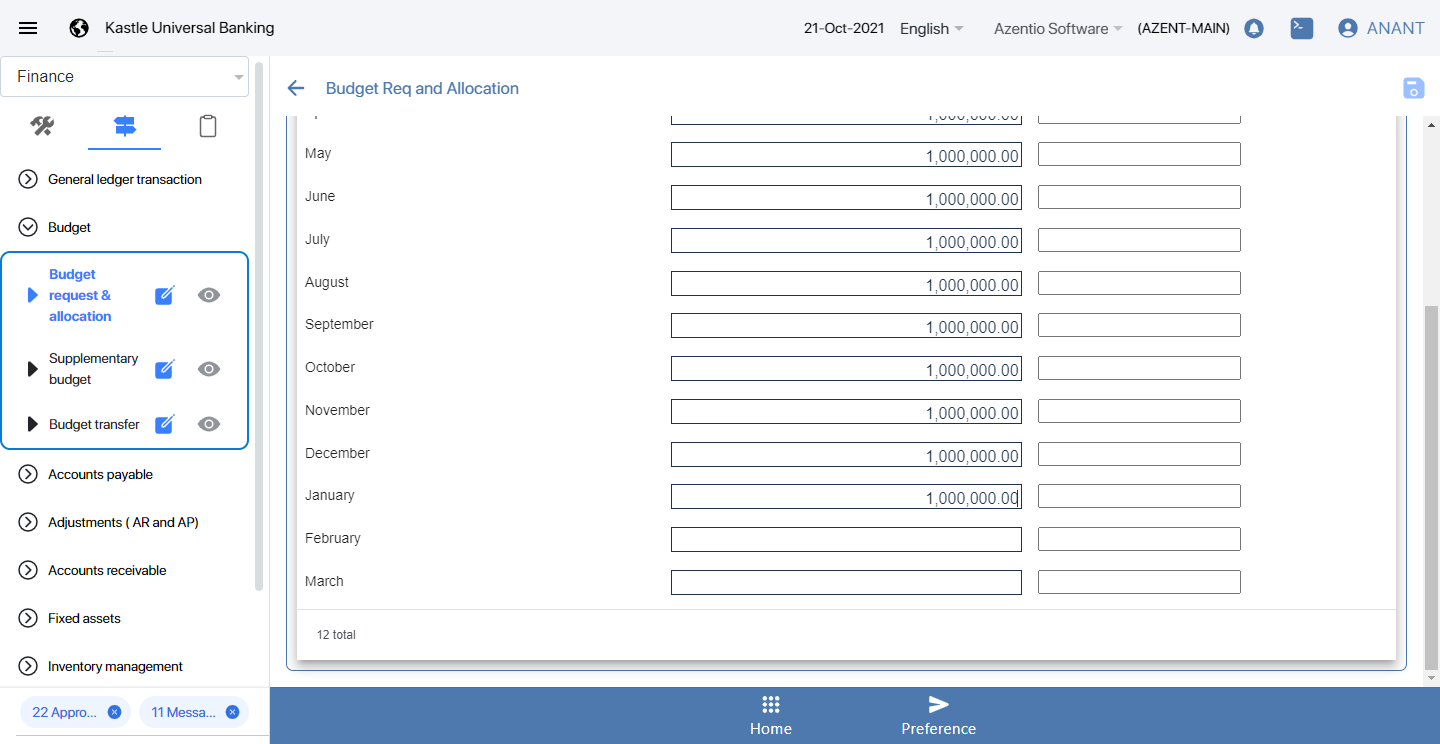 Kastle Universal Banking
21-Oct-2021 English Azentio Software (AZENT-MAIN) ANANT
Finance
General ledger transaction
Budget
Budget
request &
allocation
Supplementary
budget
Budget transfer
Accounts payable
Adjustments ( AR and AP)
Accounts receivable
Fixed assets
Inventory management
22 Appro...
11 Messa...
Budget Req and Allocation
May 1,000,000.00
June 1,000,000.00
July 1,000,000.00
August 1,000,000.00
September 1,000,000.00
October 1,000,000.00
November 1,000,000.00
December 1,000,000.00
January 1,000,000.00
February
March
12 total
Home
Preference